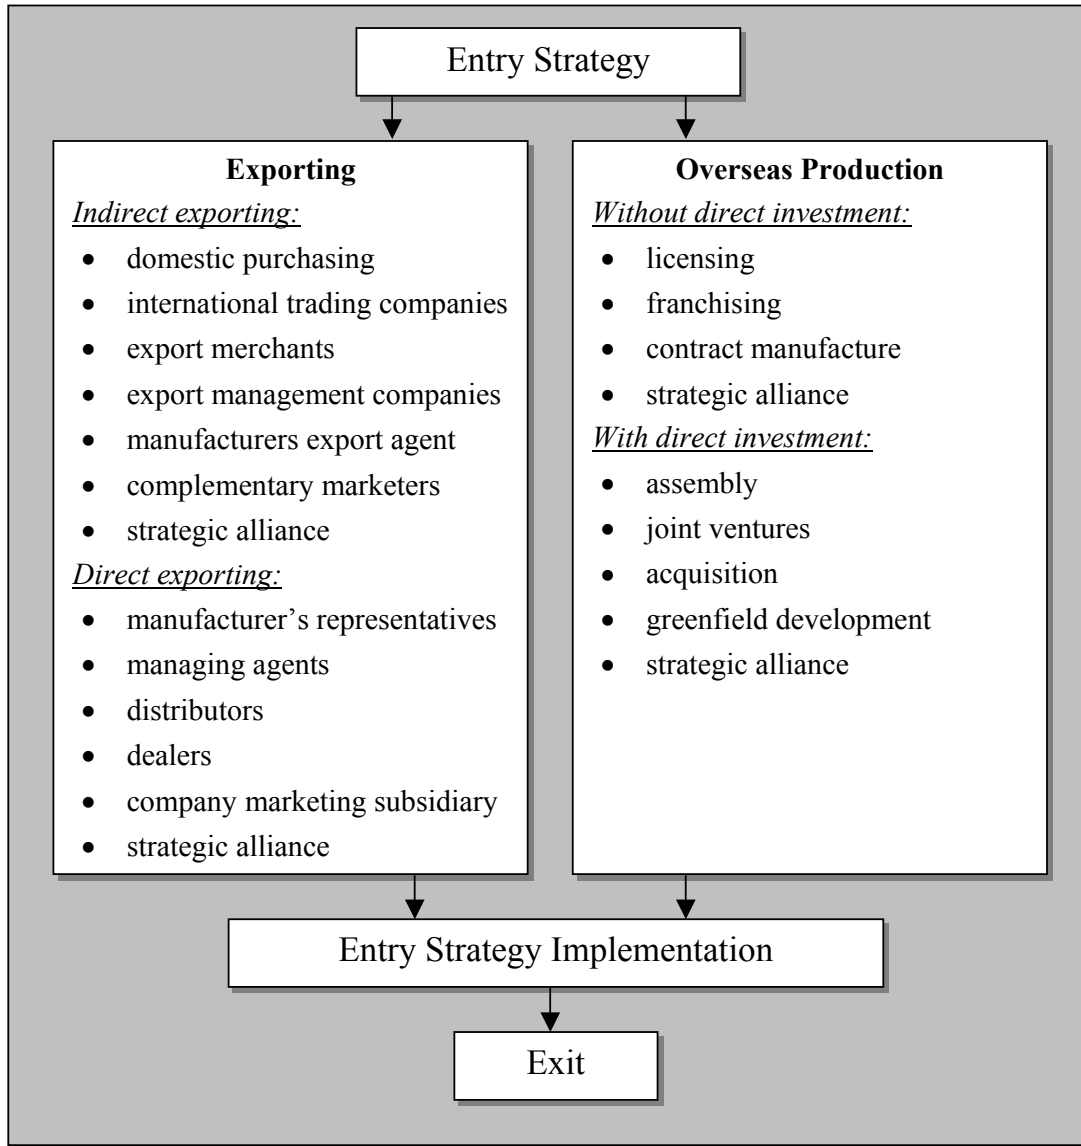 Entry Strategy
Exporting
Indirect exporting:
• domestic purchasing
• international trading companies
• export merchants
• export management companies
• manufacturers export agent
• complementary marketers
• strategic alliance
Direct exporting:
• manufacturer’s representatives
• managing agents
• distributors
• dealers
• company marketing subsidiary
• strategic alliance
Overseas Production
Without direct investment:
• licensing
• franchising
• contract manufacture
• strategic alliance
With direct investment:
• assembly
• joint ventures
• acquisition
• greenfield development
• strategic alliance
Entry Strategy Implementation
Exit